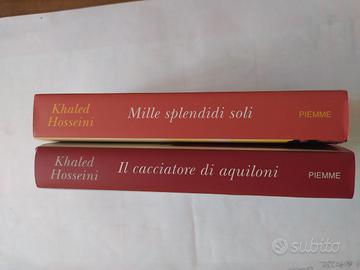 Khaled
Hosseini
Mille splendidi soli
PIEMME
Khaled
Hosseini
Il cacciatore di aquiloni
PIEMME
subito